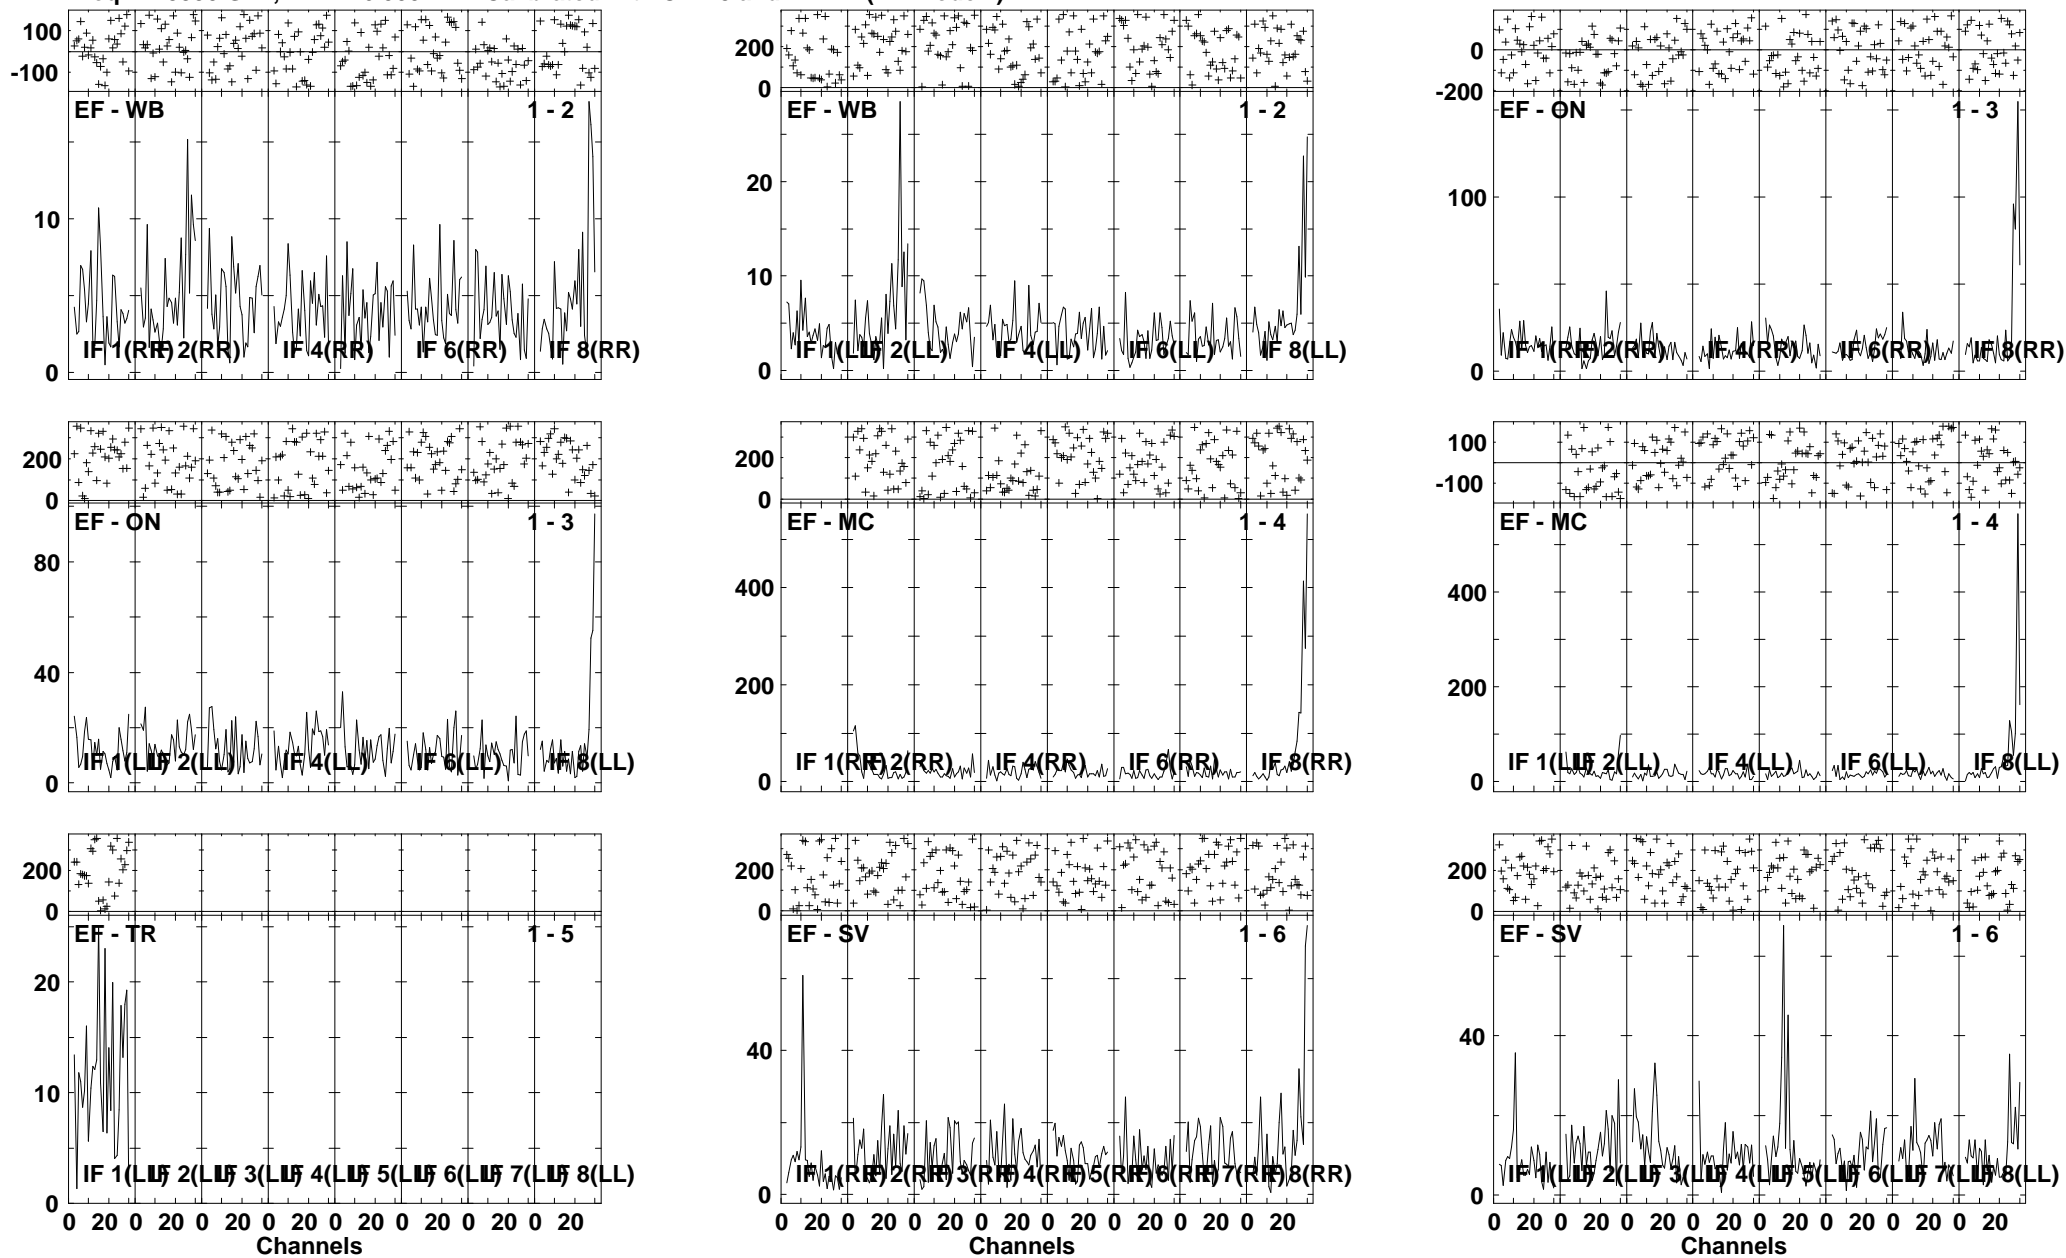 100
-100
EF - WB 1 - 2
10
0
IF 1(RR) IF 2(RR) IF 4(RR) IF 6(RR) IF 8(RR)
200
0
EF - WB 1 - 2
20
10
0
IF 1(LL) IF 2(LL) IF 4(LL) IF 6(LL) IF 8(LL)
0
-200
EF - ON 1 - 3
100
0
IF 1(RR) IF 2(RR) IF 4(RR) IF 6(RR) IF 8(RR)
200
0
EF - ON 1 - 3
80
40
0
IF 1(LL) IF 2(LL) IF 4(LL) IF 6(LL) IF 8(LL)
200
0
EF - MC 1 - 4
400
200
0
IF 1(RR) IF 2(RR) IF 4(RR) IF 6(RR) IF 8(RR)
100
-100
EF - MC 1 - 4
400
200
0
IF 1(LL) IF 2(LL) IF 4(LL) IF 6(LL) IF 8(LL)
200
0
EF - TR 1 - 5
20
10
0
IF 1(LL) IF 2(LL) IF 3(LL) IF 4(LL) IF 5(LL) IF 6(LL) IF 7(LL) IF 8(LL)
0 20 0 20 0 20 0 20 0 20 0 20 0 20 0 20
Channels
200
0
EF - SV 1 - 6
40
0
IF 1(RR) IF 2(RR) IF 3(RR) IF 4(RR) IF 5(RR) IF 6(RR) IF 7(RR) IF 8(RR)
0 20 0 20 0 20 0 20 0 20 0 20 0 20 0 20
Channels
200
0
EF - SV 1 - 6
40
0
IF 1(LL) IF 2(LL) IF 3(LL) IF 4(LL) IF 5(LL) IF 6(LL) IF 7(LL) IF 8(LL)
0 20 0 20 0 20 0 20 0 20 0 20 0 20 0 20
Channels